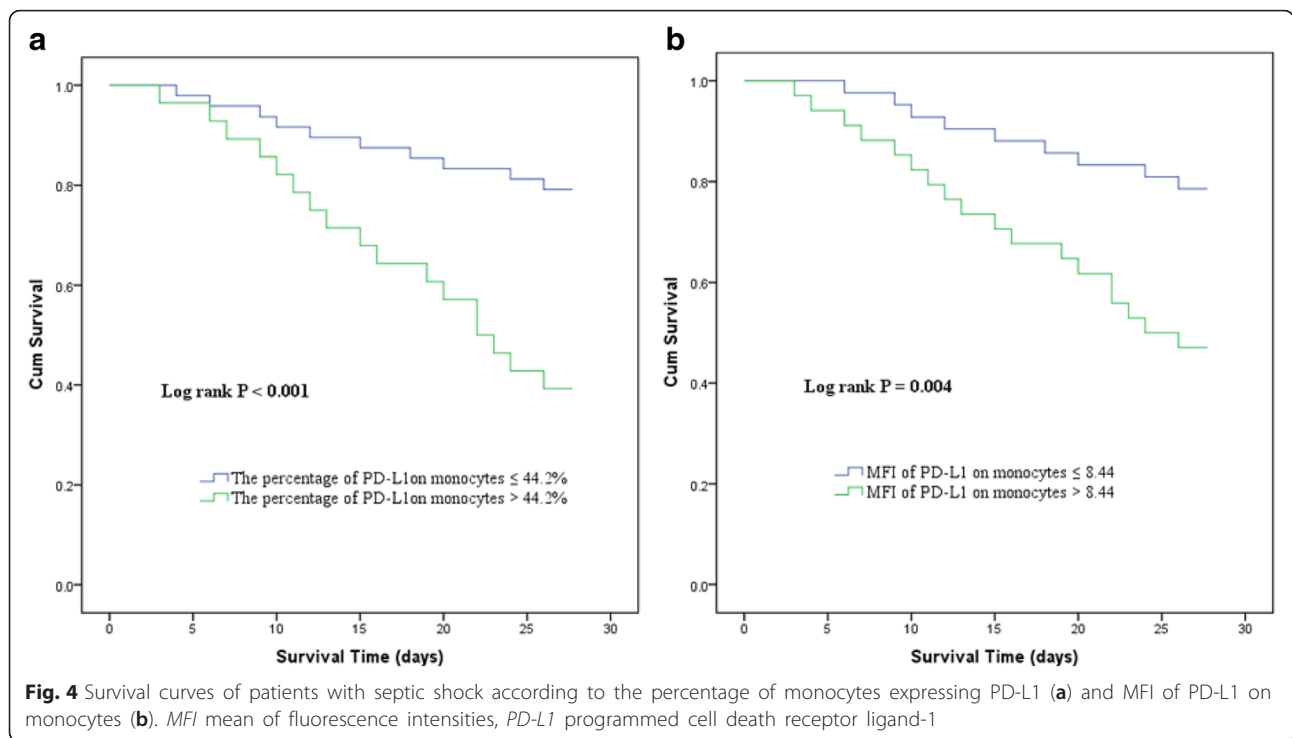 a
1.0
0.8
0.6
0.4
0.2
0.0
Cum Survival
Log rank P < 0.001
The percentage of PD-L1on monocytes ≤ 44.2%
The percentage of PD-L1on monocytes > 44.2%
0 5 10 15 20 25 30
Survival Time (days)
b
1.0
0.8
0.6
0.4
0.2
0.0
Cum Survival
Log rank P = 0.004
MFI of PD-L1 on monocytes ≤ 8.44
MFI of PD-L1 on monocytes > 8.44
0 5 10 15 20 25 30
Survival Time (days)
Fig. 4 Survival curves of patients with septic shock according to the percentage of monocytes expressing PD-L1 (a) and MFI of PD-L1 on
monocytes (b). MFI mean of fluorescence intensities, PD-L1 programmed cell death receptor ligand-1